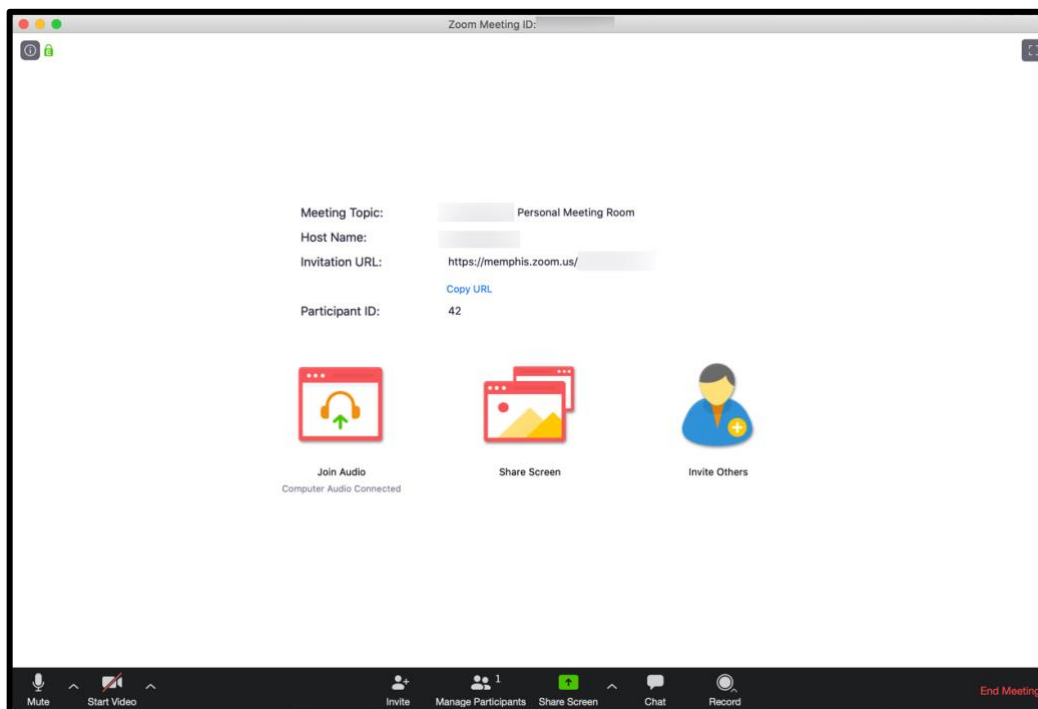 Zoom Meeting ID:
Meeting Topic: Personal Meeting Room
Host Name:
Invitation URL: https://memphis.zoom.us/
Copy URL
Participant ID: 42
Join Audio Share Screen Invite Others
Computer Audio Connected
1
Mute Start Video Invite Manage Participants Share Screen Chat Record End Meeting